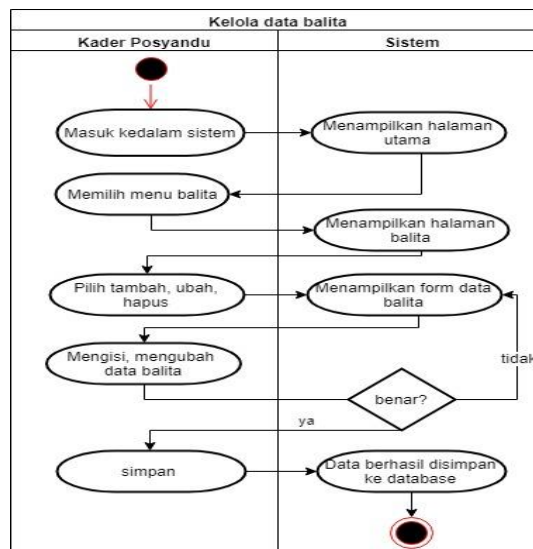 Kelola data balita
Kader Posyandu
Sistem
Masuk kedalam sistem
Menampilkan halaman
utama
Memilih menu balita
Menampilkan halaman
balita
Pilih tambah, ubah,
hapus
Menampilkan form data
balita
Mengisi, mengubah
data balita
benar?
tidak
ya
simpan
Data berhasil disimpan
ke database